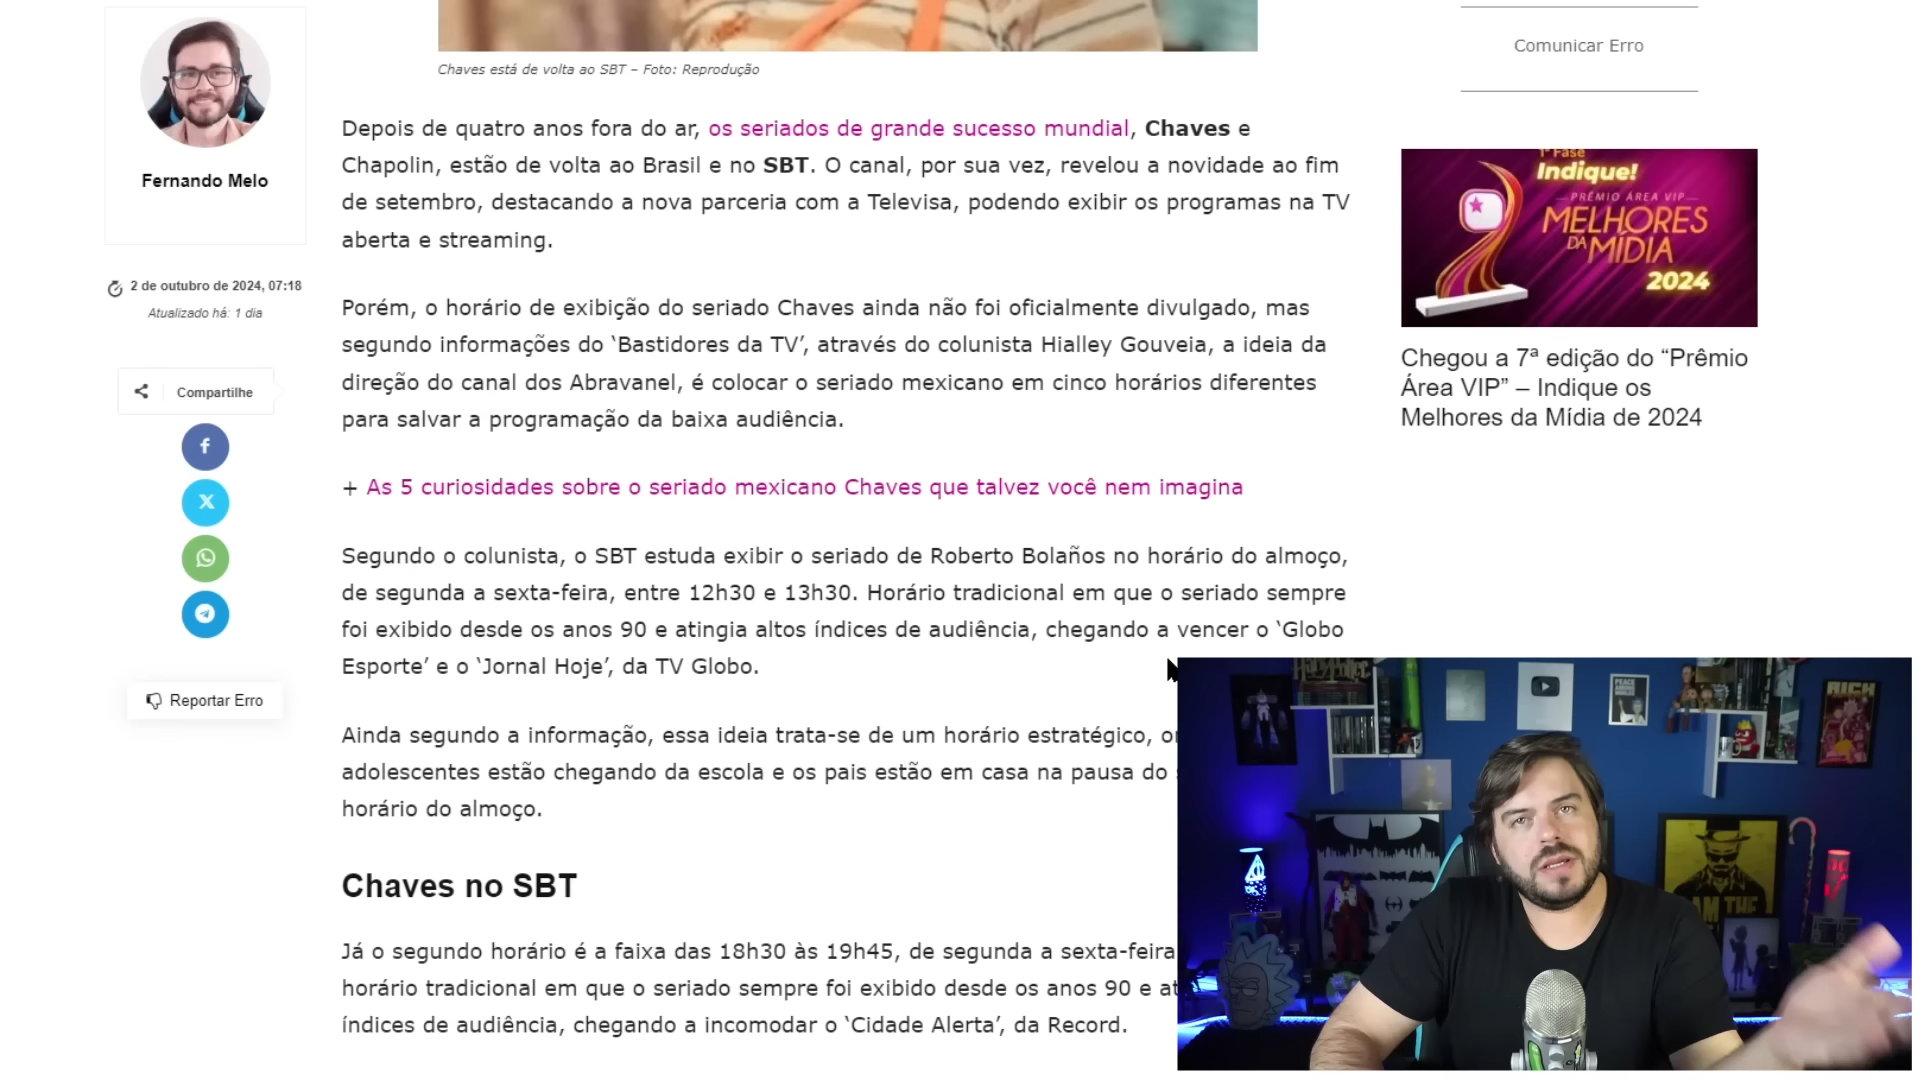 Fernando Melo
2 de outubro de 2024, 07:18
Atualizado há: 1 dia
Compartilhe
Reportar Erro
Chaves está de volta ao SBT – Foto: Reprodução
Depois de quatro anos fora do ar, os seriados de grande sucesso mundial, Chaves e
Chapolin, estão de volta ao Brasil e no SBT. O canal, por sua vez, revelou a novidade ao fim
de setembro, destacando a nova parceria com a Televisa, podendo exibir os programas na TV
aberta e streaming.
Porém, o horário de exibição do seriado Chaves ainda não foi oficialmente divulgado, mas
segundo informações do ‘Bastidores da TV’, através do colunista Hialley Gouveia, a ideia da
direção do canal dos Abravanel, é colocar o seriado mexicano em cinco horários diferentes
para salvar a programação da baixa audiência.
+ As 5 curiosidades sobre o seriado mexicano Chaves que talvez você nem imagina
Segundo o colunista, o SBT estuda exibir o seriado de Roberto Bolaños no horário do almoço,
de segunda a sexta-feira, entre 12h30 e 13h30. Horário tradicional em que o seriado sempre
foi exibido desde os anos 90 e atingia altos índices de audiência, chegando a vencer o ‘Globo
Esporte’ e o ‘Jornal Hoje’, da TV Globo.
Ainda segundo a informação, essa ideia trata-se de um horário estratégico,
adolescentes estão chegando da escola e os pais estão em casa na pausa do
horário do almoço.
Chaves no SBT
Já o segundo horário é a faixa das 18h30 às 19h45, de segunda a sexta-feira
horário tradicional em que o seriado sempre foi exibido desde os anos 90 e
índices de audiência, chegando a incomodar o ‘Cidade Alerta’, da Record.
Comunicar Erro
1ª Fase
Indique!
PRÊMIO ÁREA VIP
MELHORES
DA MÍDIA
2024
Chegou a 7ª edição do “Prêmio
Área VIP” – Indique os
Melhores da Mídia de 2024
PEACE
RICK
I AM THE